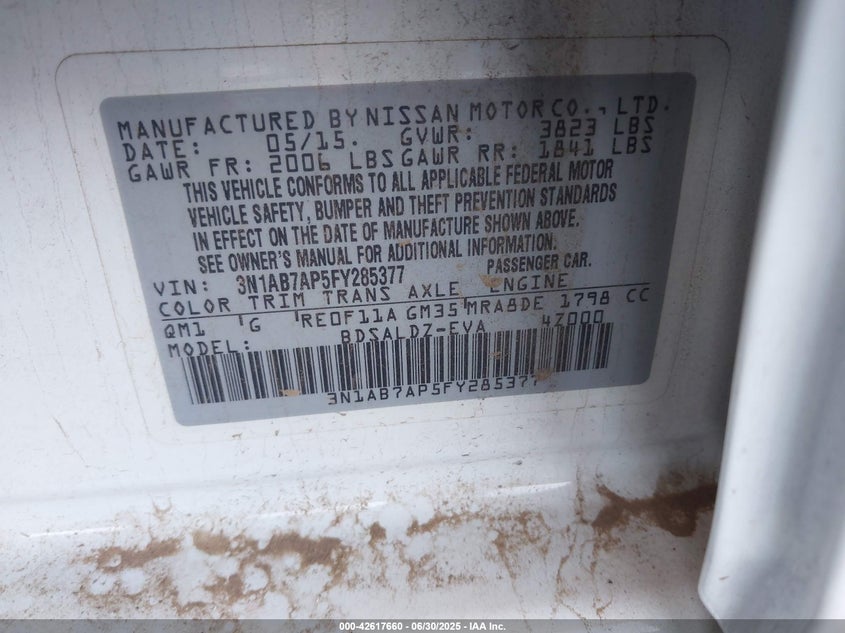 MANUFACTURED BY NISSAN MOTOR CO., LTD.
DATE: 05/15. GVWR: 3823 LBS
GAWR FR: 2006 LBS GAWR RR: 1841 LBS
THIS VEHICLE CONFORMS TO ALL APPLICABLE FEDERAL MOTOR
VEHICLE SAFETY, BUMPER AND THEFT PREVENTION STANDARDS
IN EFFECT ON THE DATE OF MANUFACTURE SHOWN ABOVE.
SEE OWNER'S MANUAL FOR ADDITIONAL INFORMATION.
VIN: 3N1AB7AP5FY285377 PASSENGER CAR.
COLOR TRIM TRANS AXLE ENGINE
QM1 'G 'RE0F11A GM35'MRA8DE 1798 CC
MODEL: BDSALDZ-EVA 4Z000
3N1AB7AP5FY285377
000-42617660 - 06/30/2025 - IAA Inc.